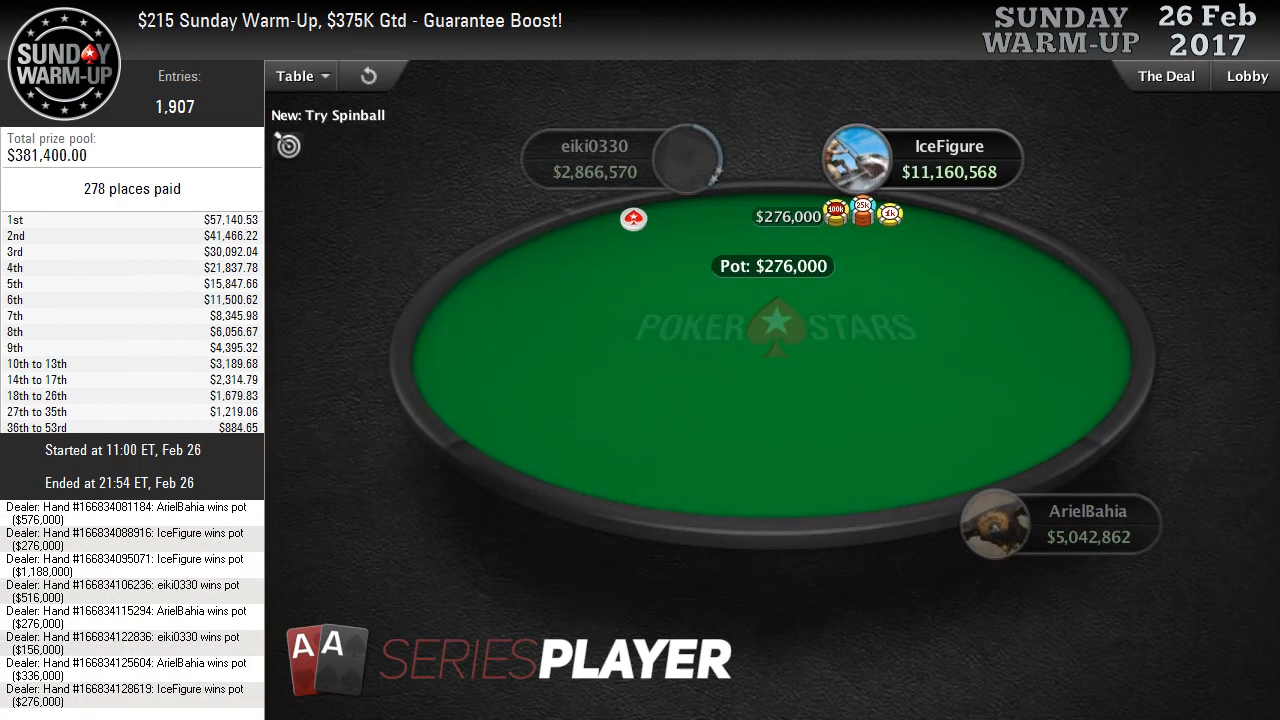 $215 Sunday Warm-Up, $375K Gtd - Guarantee Boost!
SUNDAY
WARM-UP
26 Feb
2017
SUNDAY
WARM-UP
Entries:
1,907
Table
The Deal
Lobby
New: Try Spinball
Total prize pool:
$381,400.00
278 places paid
1st $57,140.53
2nd $41,466.22
3rd $30,092.04
4th $21,837.78
5th $15,847.66
6th $11,500.62
7th $8,345.98
8th $6,056.67
9th $4,395.32
10th to 13th $3,189.68
14th to 17th $2,314.79
18th to 26th $1,679.83
27th to 35th $1,219.06
36th to 53rd $884.65
Started at 11:00 ET, Feb 26
Ended at 21:54 ET, Feb 26
Dealer: Hand #166834081184: ArielBahia wins pot
($576,000)
Dealer: Hand #166834089916: IceFigure wins pot
($276,000)
Dealer: Hand #166834095071: IceFigure wins pot
($1,188,000)
Dealer: Hand #166834106236: eiki0330 wins pot
($516,000)
Dealer: Hand #166834115294: ArielBahia wins pot
($276,000)
Dealer: Hand #166834122836: eiki0330 wins pot
($156,000)
Dealer: Hand #166834125604: ArielBahia wins pot
($336,000)
Dealer: Hand #166834128619: IceFigure wins pot
($276,000)
eiki0330
$2,866,570
IceFigure
$11,160,568
$276,000
100k
25k
1k
Pot: $276,000
POKER STARS
ArielBahia
$5,042,862
A A SERIESPLAYER